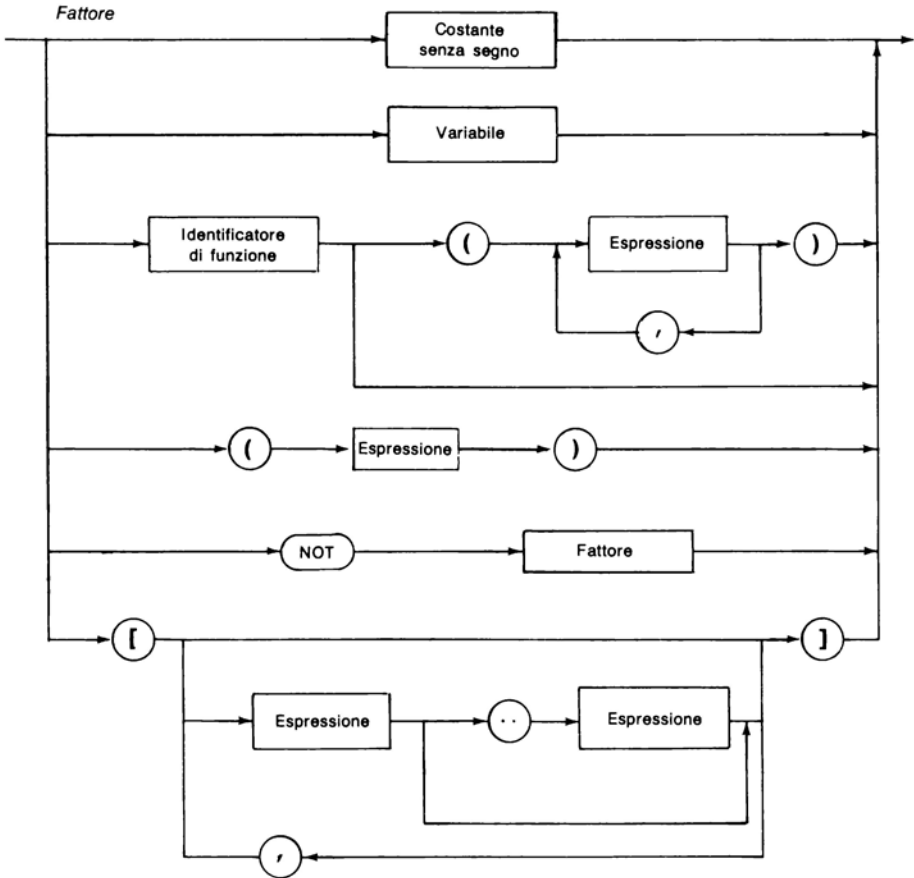 Fattore
Costante
senza segno
Variabile
Identificatore
di funzione
(
Espressione
)
,
(
Espressione
)
NOT
Fattore
[
]
Espressione
..
Espressione
,